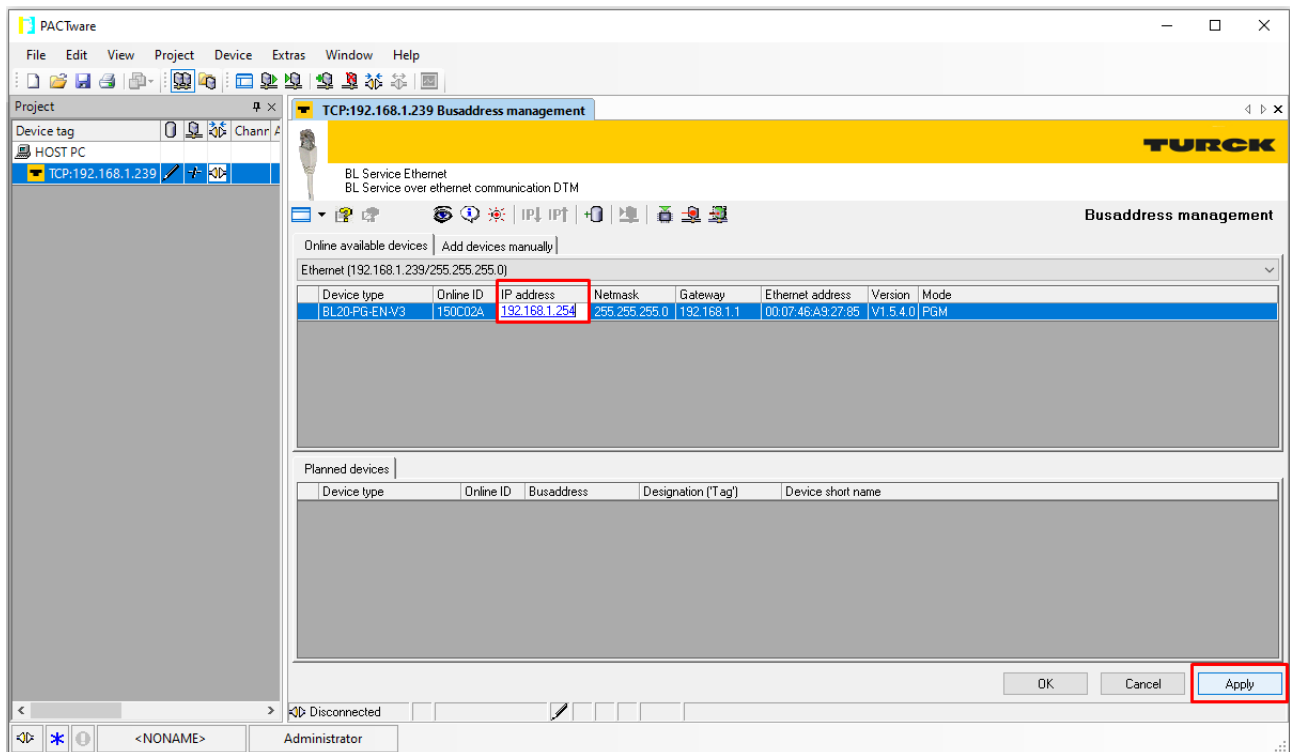 PACTware
File Edit View Project Device Extras Window Help
Project
Device tag Chanr A
HOST PC
TCP:192.168.1.239
TCP:192.168.1.239 Busaddress management
TURCK
BL Service Ethernet
BL Service over ethernet communication DTM
Busaddress management
Online available devices Add devices manually
Ethernet (192.168.1.239/255.255.255.0)
Device type Online ID IP address Netmask Gateway Ethernet address Version Mode
BL20-PG-EN-V3 150C02A 192.168.1.254 255.255.255.0 192.168.1.1 00:07:46:A9:27:85 V1.5.4.0 PGM
Planned devices
Device type Online ID Busaddress Designation ('Tag') Device short name
OK Cancel Apply
Disconnected
<NONAME> Administrator